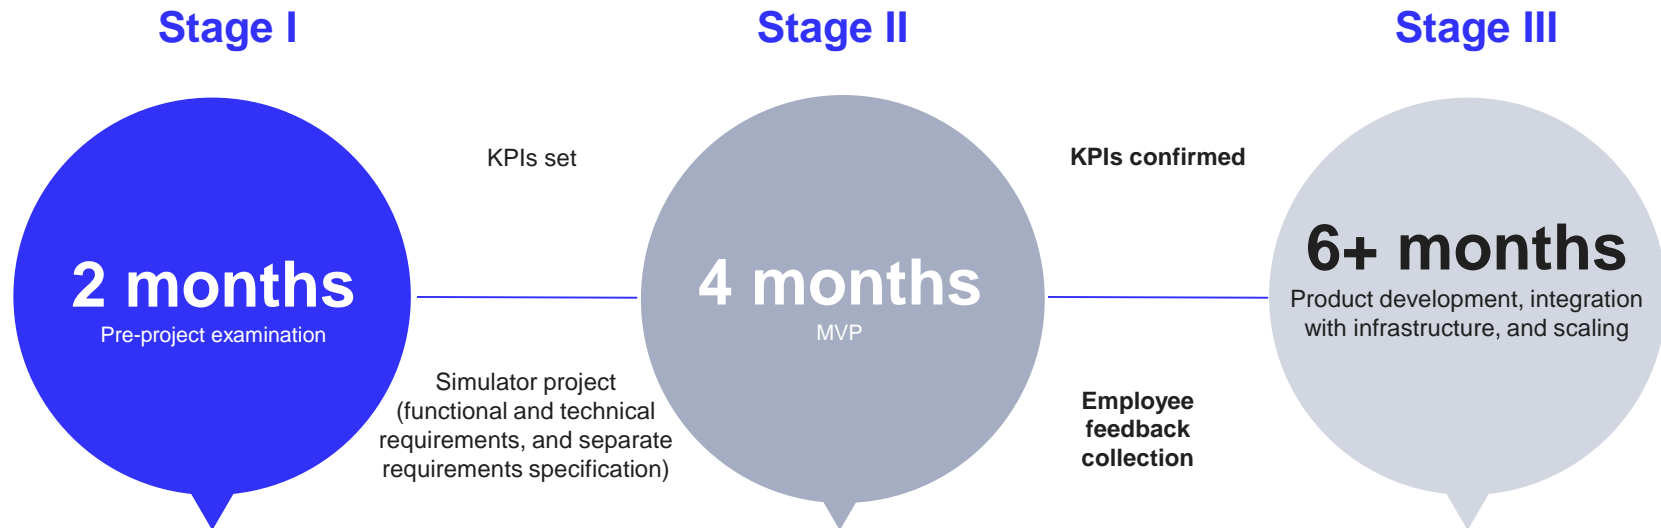 Stage I
Stage II
Stage III
2 months
Pre-project examination
KPIs set
Simulator project
(functional and technical
requirements, and separate
requirements specification)
4 months
MVP
KPIs confirmed
Employee
feedback
collection
6+ months
Product development, integration
with infrastructure, and scaling